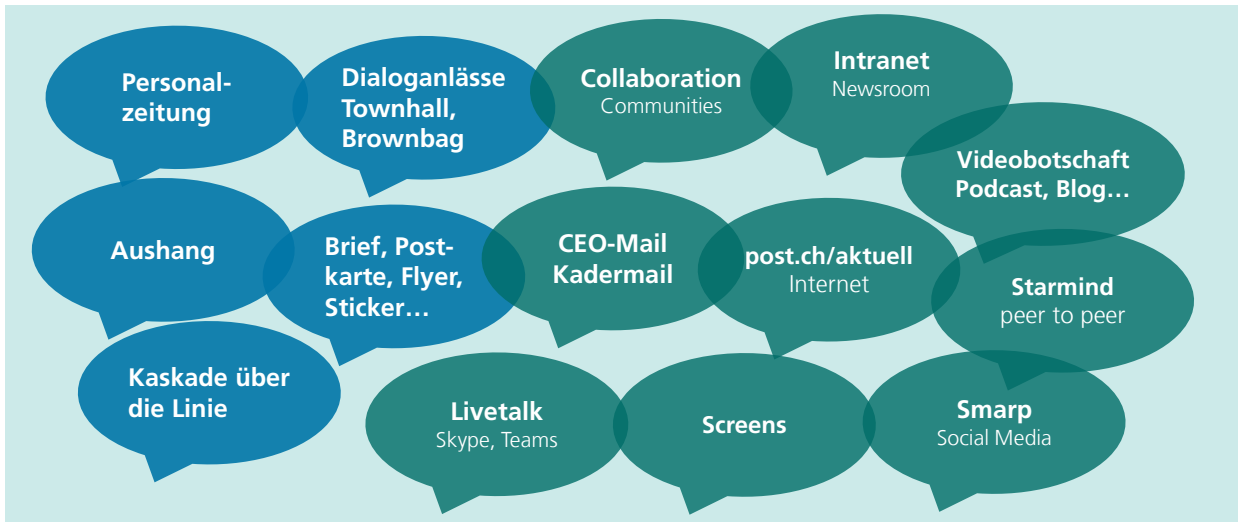 Personal-
zeitung
Dialoganlässe
Townhall,
Brownbag
Collaboration
Communities
Intranet
Newsroom
Videobotschaft
Podcast, Blog…
Aushang
Brief, Post-
karte, Flyer,
Sticker…
CEO-Mail
Kadermail
post.ch/aktuell
Internet
Starmind
peer to peer
Kaskade über
die Linie
Livetalk
Skype, Teams
Screens
Smarp
Social Media